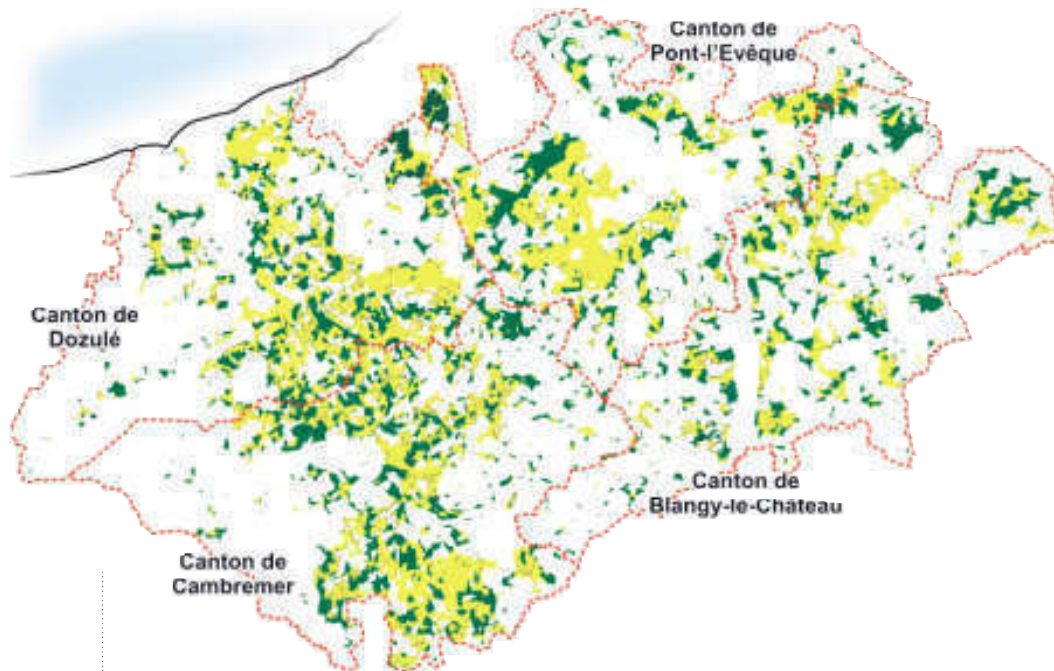 Canton de
Pont-l'Evêque
Canton de
Dozulé
Canton de
Blangy-le-Château
Canton de
Cambremer